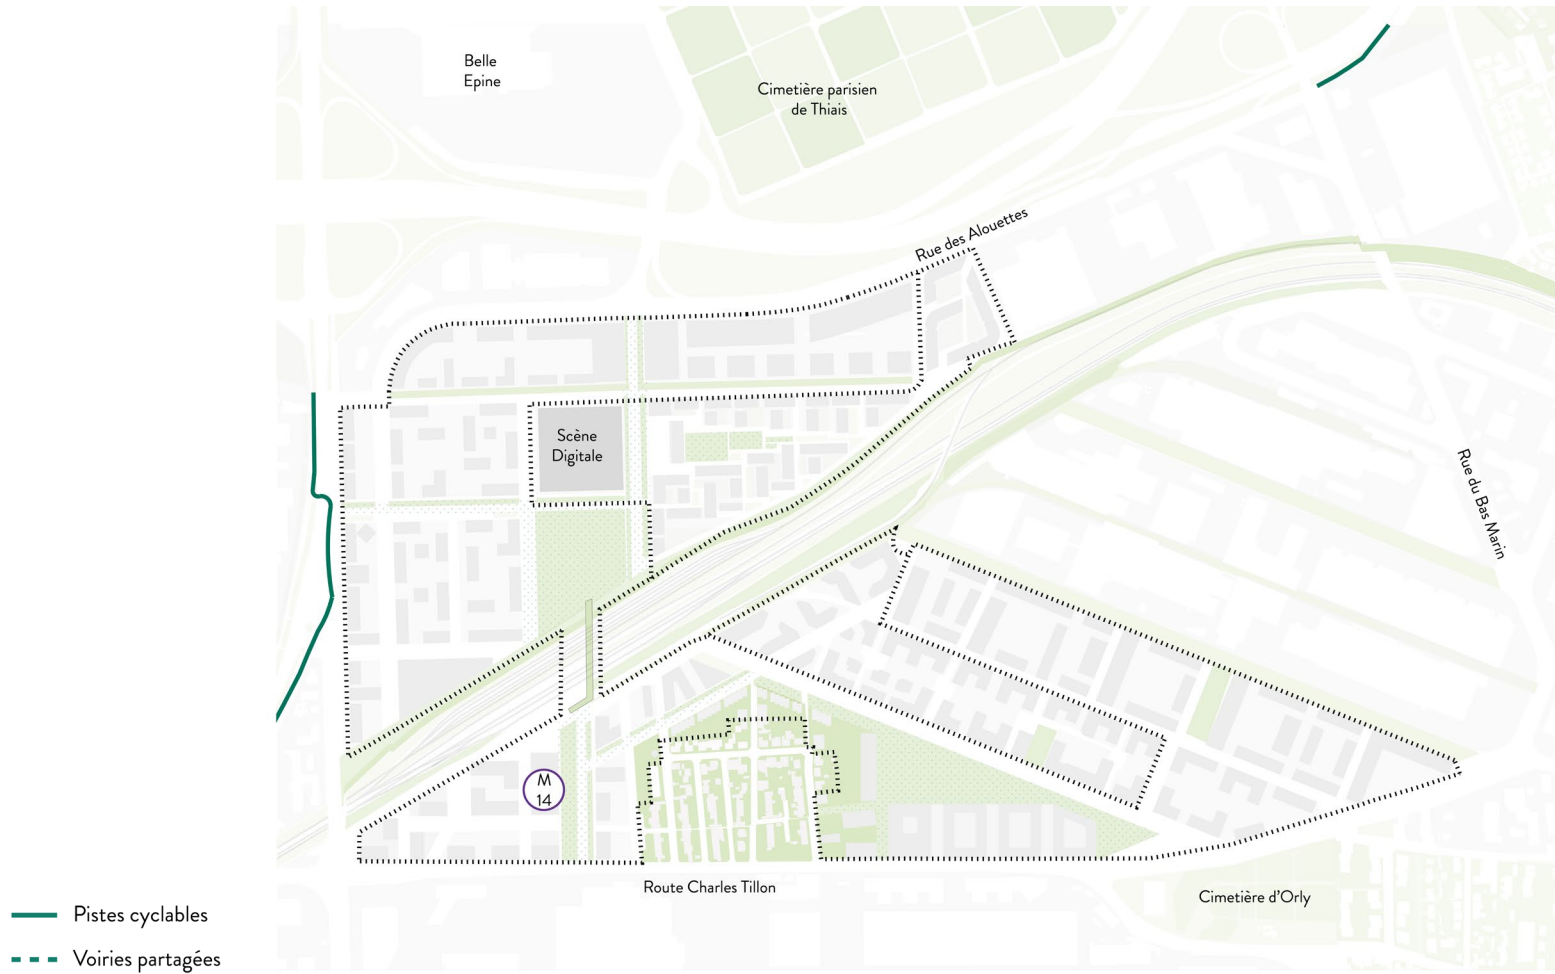 Belle
Epine
Cimetière parisien
de Thiais
Rue des Alouettes
Scène
Digitale
Rue du Bas Marin
M
14
Route Charles Tillon
Cimetière d'Orly
Pistes cyclables
Voiries partagées